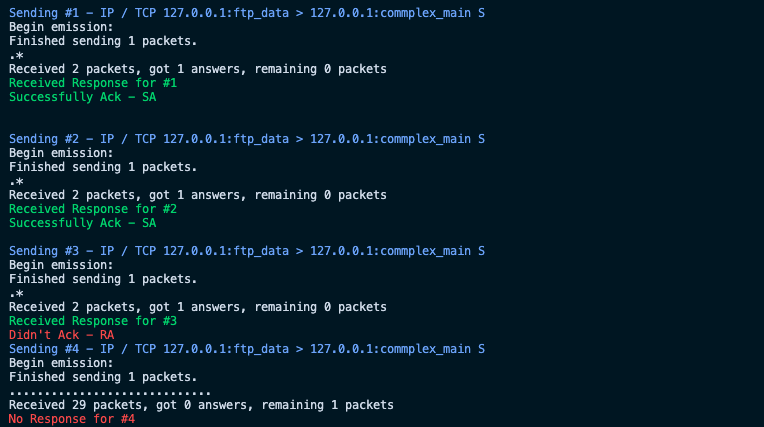 Sending #1 - IP / TCP 127.0.0.1:ftp_data > 127.0.0.1:commplex_main S
Begin emission:
Finished sending 1 packets.
.*
Received 2 packets, got 1 answers, remaining 0 packets
Received Response for #1
Successfully Ack - SA
Sending #2 - IP / TCP 127.0.0.1:ftp_data > 127.0.0.1:commplex_main S
Begin emission:
Finished sending 1 packets.
.*
Received 2 packets, got 1 answers, remaining 0 packets
Received Response for #2
Successfully Ack - SA
Sending #3 - IP / TCP 127.0.0.1:ftp_data > 127.0.0.1:commplex_main S
Begin emission:
Finished sending 1 packets.
.*
Received 2 packets, got 1 answers, remaining 0 packets
Received Response for #3
Didn't Ack - RA
Sending #4 - IP / TCP 127.0.0.1:ftp_data > 127.0.0.1:commplex_main S
Begin emission:
Finished sending 1 packets.
.............................
Received 29 packets, got 0 answers, remaining 1 packets
No Response for #4